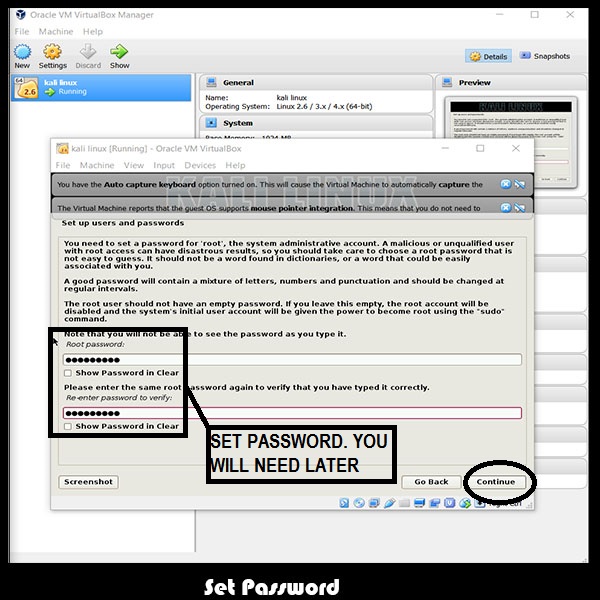 Oracle VM VirtualBox Manager
File Machine Help
New Settings Discard Show
Details Snapshots
64
2.6
kali linux
Running
General
Name: kali linux
Operating System: Linux 2.6 / 3.x / 4.x (64-bit)
System
Preview
KALI LINUX
kali linux [Running] - Oracle VM VirtualBox
File Machine View Input Devices Help
You have the Auto capture keyboard option turned on. This will cause the Virtual Machine to automatically capture the
KALI LINUX
The Virtual Machine reports that the guest OS supports mouse pointer integration. This means that you do not need to
Set up users and passwords
You need to set a password for 'root', the system administrative account. A malicious or unqualified user
with root access can have disastrous results, so you should take care to choose a root password that is
not easy to guess. It should not be a word found in dictionaries, or a word that could be easily
associated with you.
A good password will contain a mixture of letters, numbers and punctuation and should be changed at
regular intervals.
The root user should not have an empty password. If you leave this empty, the root account will be
disabled and the system's initial user account will be given the power to become root using the "sudo"
command.
Note that you will not be able to see the password as you type it.
Root password:
Show Password in Clear
Please enter the same root password again to verify that you have typed it correctly.
Re-enter password to verify:
Show Password in Clear
SET PASSWORD. YOU
WILL NEED LATER
Screenshot Go Back Continue
Set Password